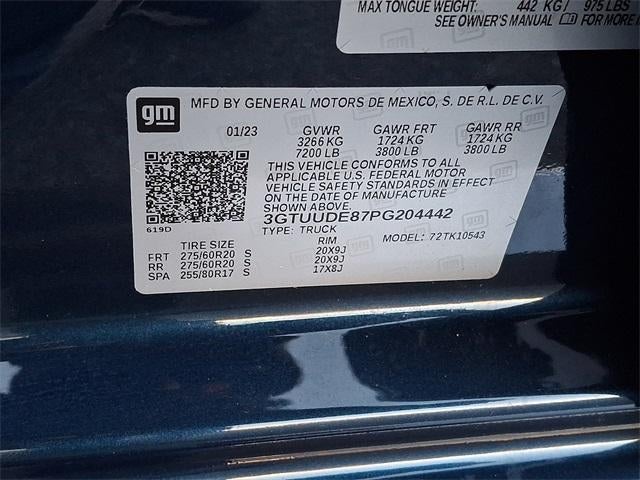 MAX TONGUE WEIGHT: 442 KG / 975 LBS
SEE OWNER'S MANUAL FOR MORE
gm MFD BY GENERAL MOTORS DE MEXICO, S. DE R.L. DE C.V.
01/23 GVWR GAWR FRT GAWR RR
3266 KG 1724 KG 1724 KG
7200 LB 3800 LB 3800 LB
THIS VEHICLE CONFORMS TO ALL
APPLICABLE U.S. FEDERAL MOTOR
VEHICLE SAFETY STANDARDS IN EFFECT
ON THE DATE OF MANUFACTURE
SHOWN ABOVE.
3GTUUDE87PG204442
619D
TYPE: TRUCK
TIRE SIZE RIM MODEL: 72TK10543
FRT 275/60R20 S 20X9J
RR 275/60R20 S 20X9J
SPA 255/80R17 S 17X8J